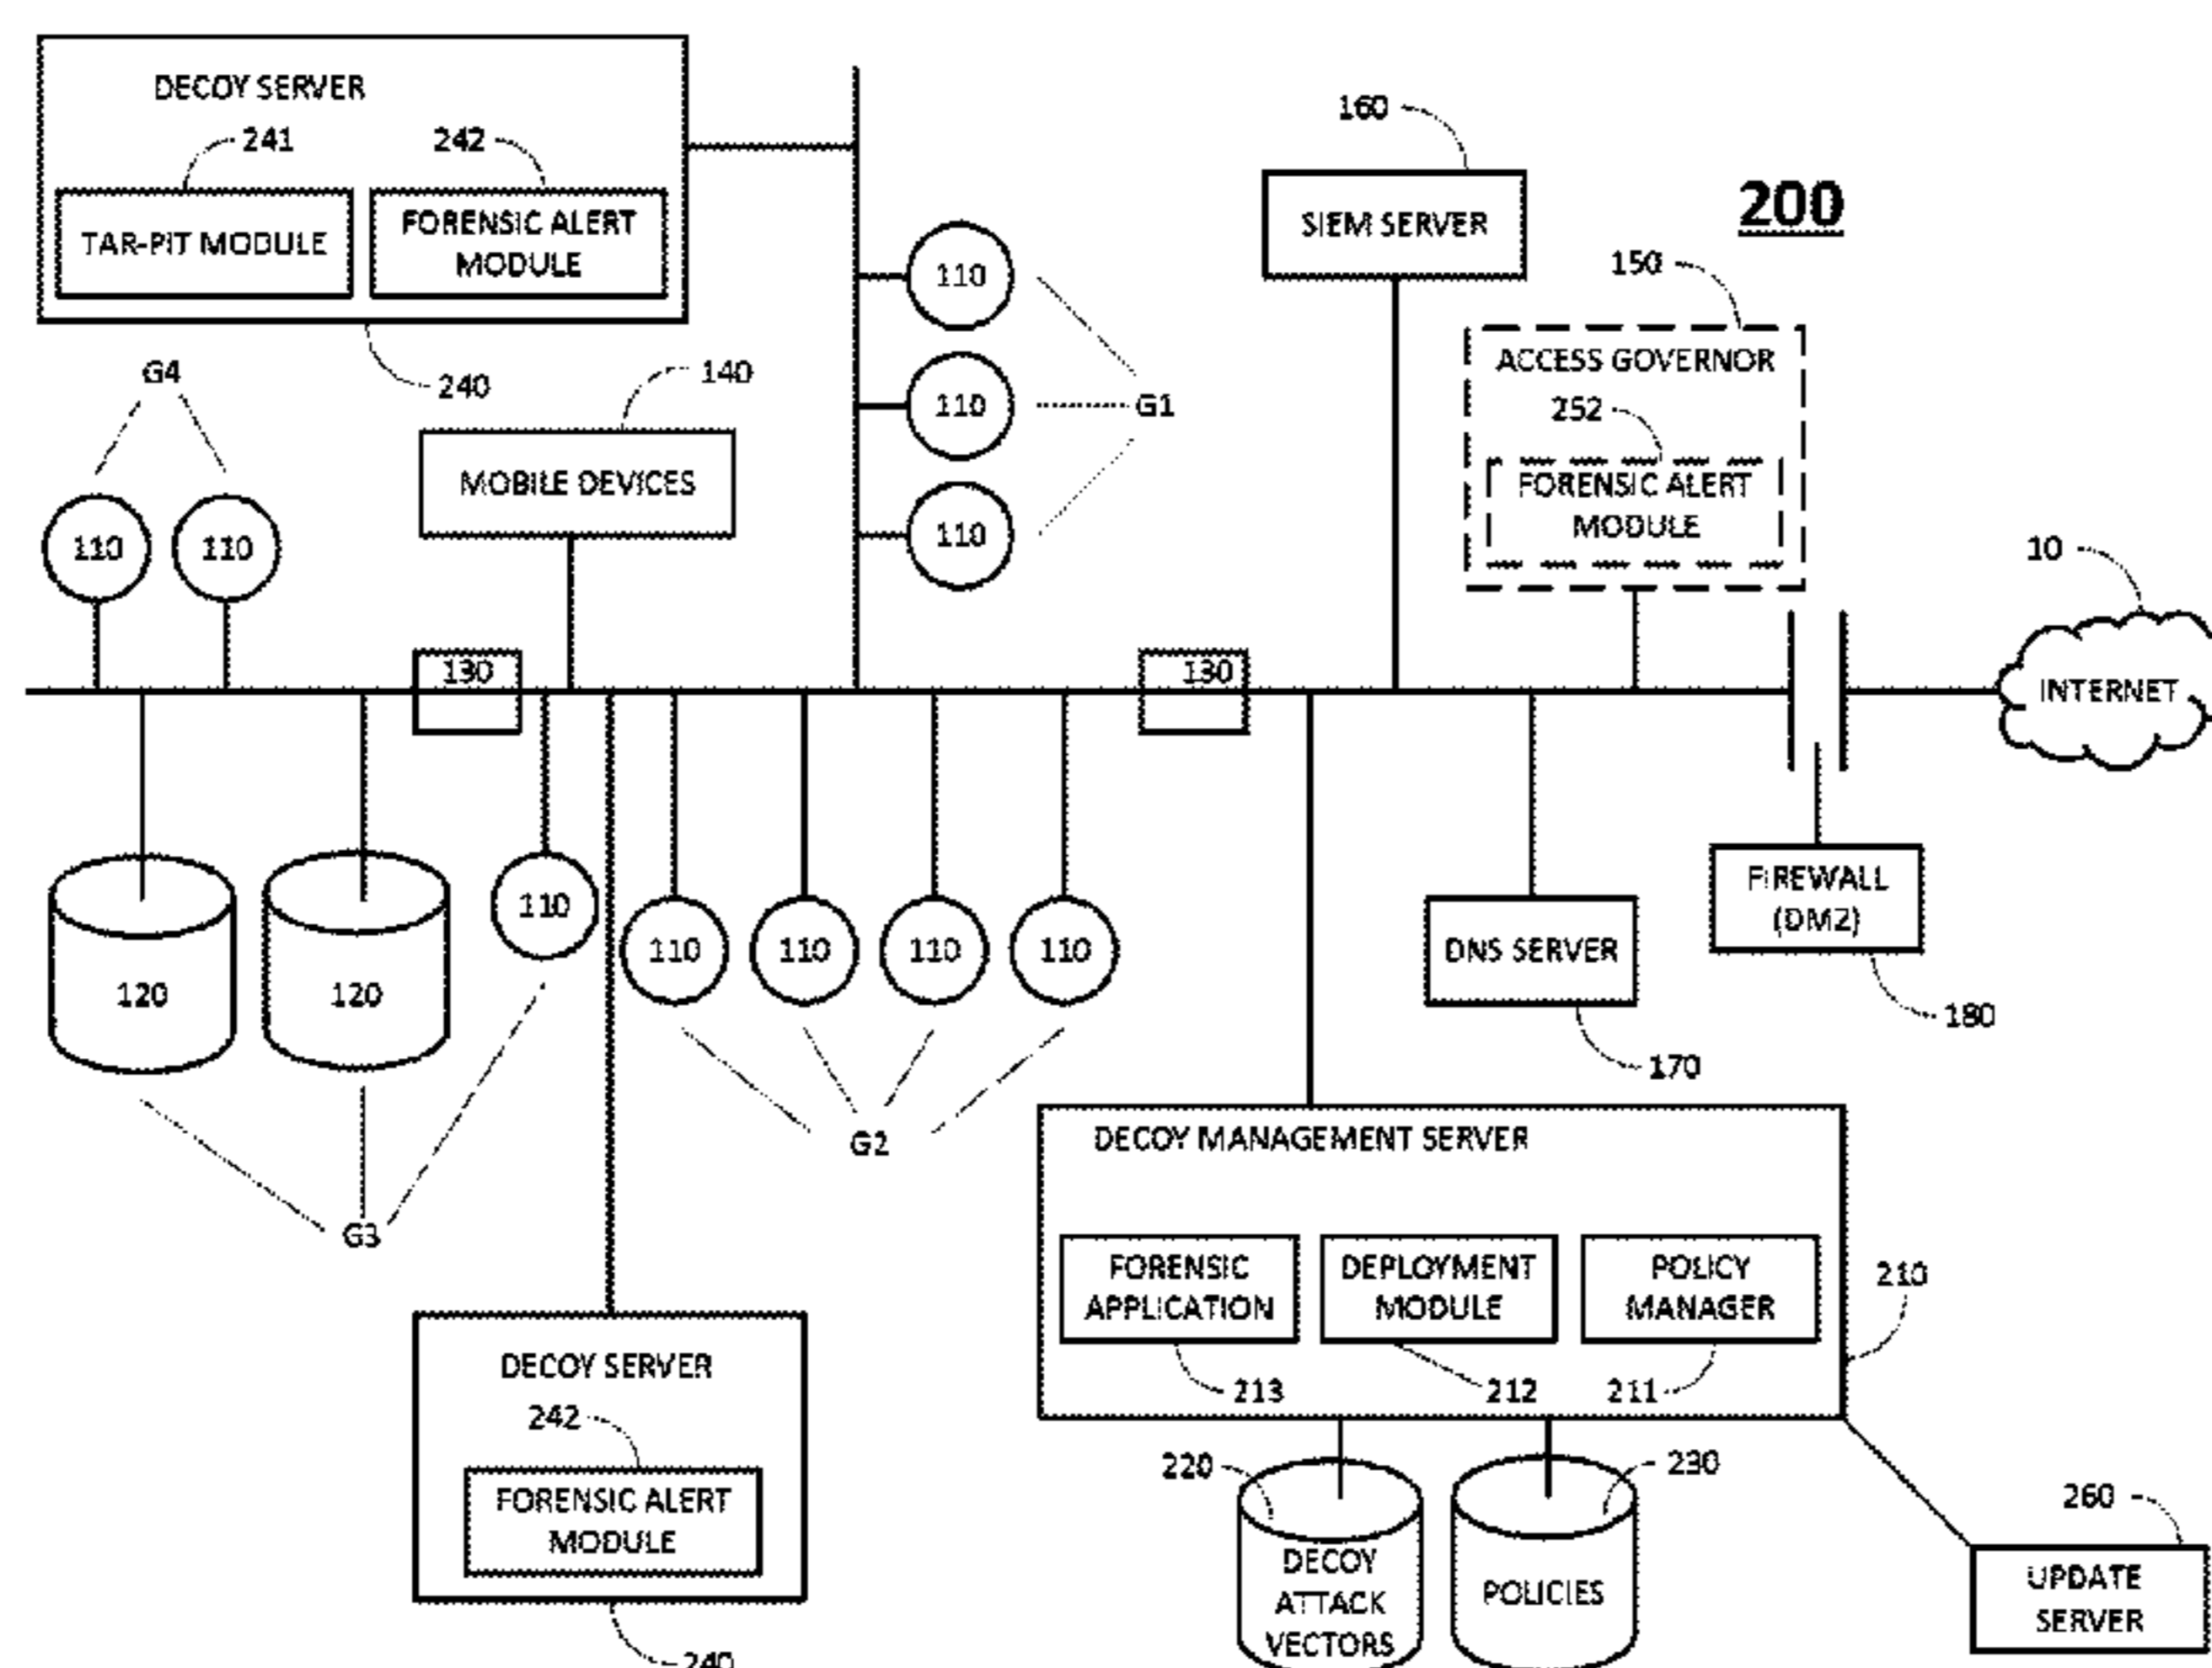 DECOY SERVER
241
242
TAR-PIT MODULE
FORENSIC ALERT
MODULE
240
G4
110
110
140
MOBILE DEVICES
110
110
110
G1
160
SIEM SERVER
200
150
ACCESS GOVERNOR
252
FORENSIC ALERT
MODULE
10
INTERNET
130
130
120
120
110
G3
110
110
110
110
G2
DNS SERVER
170
FIREWALL
(DMZ)
180
DECOY MANAGEMENT SERVER
FORENSIC
APPLICATION
DEPLOYMENT
MODULE
POLICY
MANAGER
213
212
211
210
DECOY SERVER
242
FORENSIC ALERT
MODULE
240
220
DECOY
ATTACK
VECTORS
230
POLICIES
260
UPDATE
SERVER